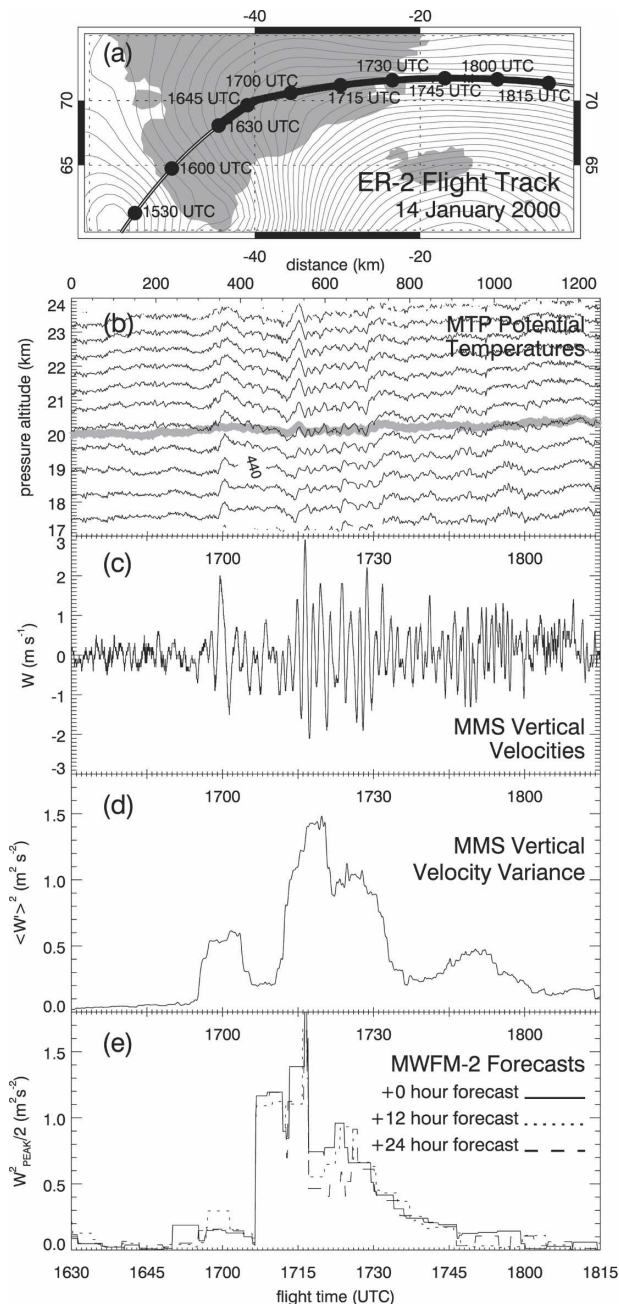 -40 -20
(a)
1730 UTC 1800 UTC
1700 UTC
1645 UTC
1715 UTC 1745 UTC 1815 UTC
70 70
1630 UTC
65 65
1600 UTC
ER-2 Flight Track
14 January 2000
1530 UTC
-40 -20
distance (km)
0 200 400 600 800 1000 1200
(b)
MTP Potential
Temperatures
24
23
22
21
20
19
18
17
pressure altitude (km)
440
1700 1730 1800
(c)
3
2
1
0
-1
-2
-3
W (m s-1)
MMS Vertical
Velocities
1700 1730 1800
(d)
1.5
1.0
0.5
0.0
<W'>2 (m2 s-2)
MMS Vertical
Velocity Variance
1700 1730 1800
(e)
MWFM-2 Forecasts
+0 hour forecast
+12 hour forecast
+24 hour forecast
1.5
1.0
0.5
0.0
W2PEAK/2 (m2s-2)
1630 1645 1700 1715 1730 1745 1800 1815
flight time (UTC)